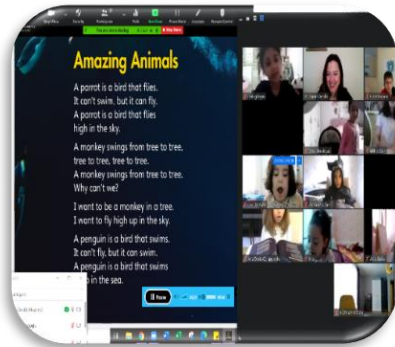 Amazing Animals
A parrot is a bird that flies.
It can't swim, but it can fly.
A parrot is a bird that flies
high in the sky.
A monkey swings from tree to tree,
tree to tree, tree to tree.
A monkey swings from tree to tree.
Why can't we?
I want to be a monkey in a tree.
I want to fly high up in the sky.
A penguin is a bird that swims.
It can't fly, but it can swim.
A penguin is a bird that swims
in the sea.
Pause